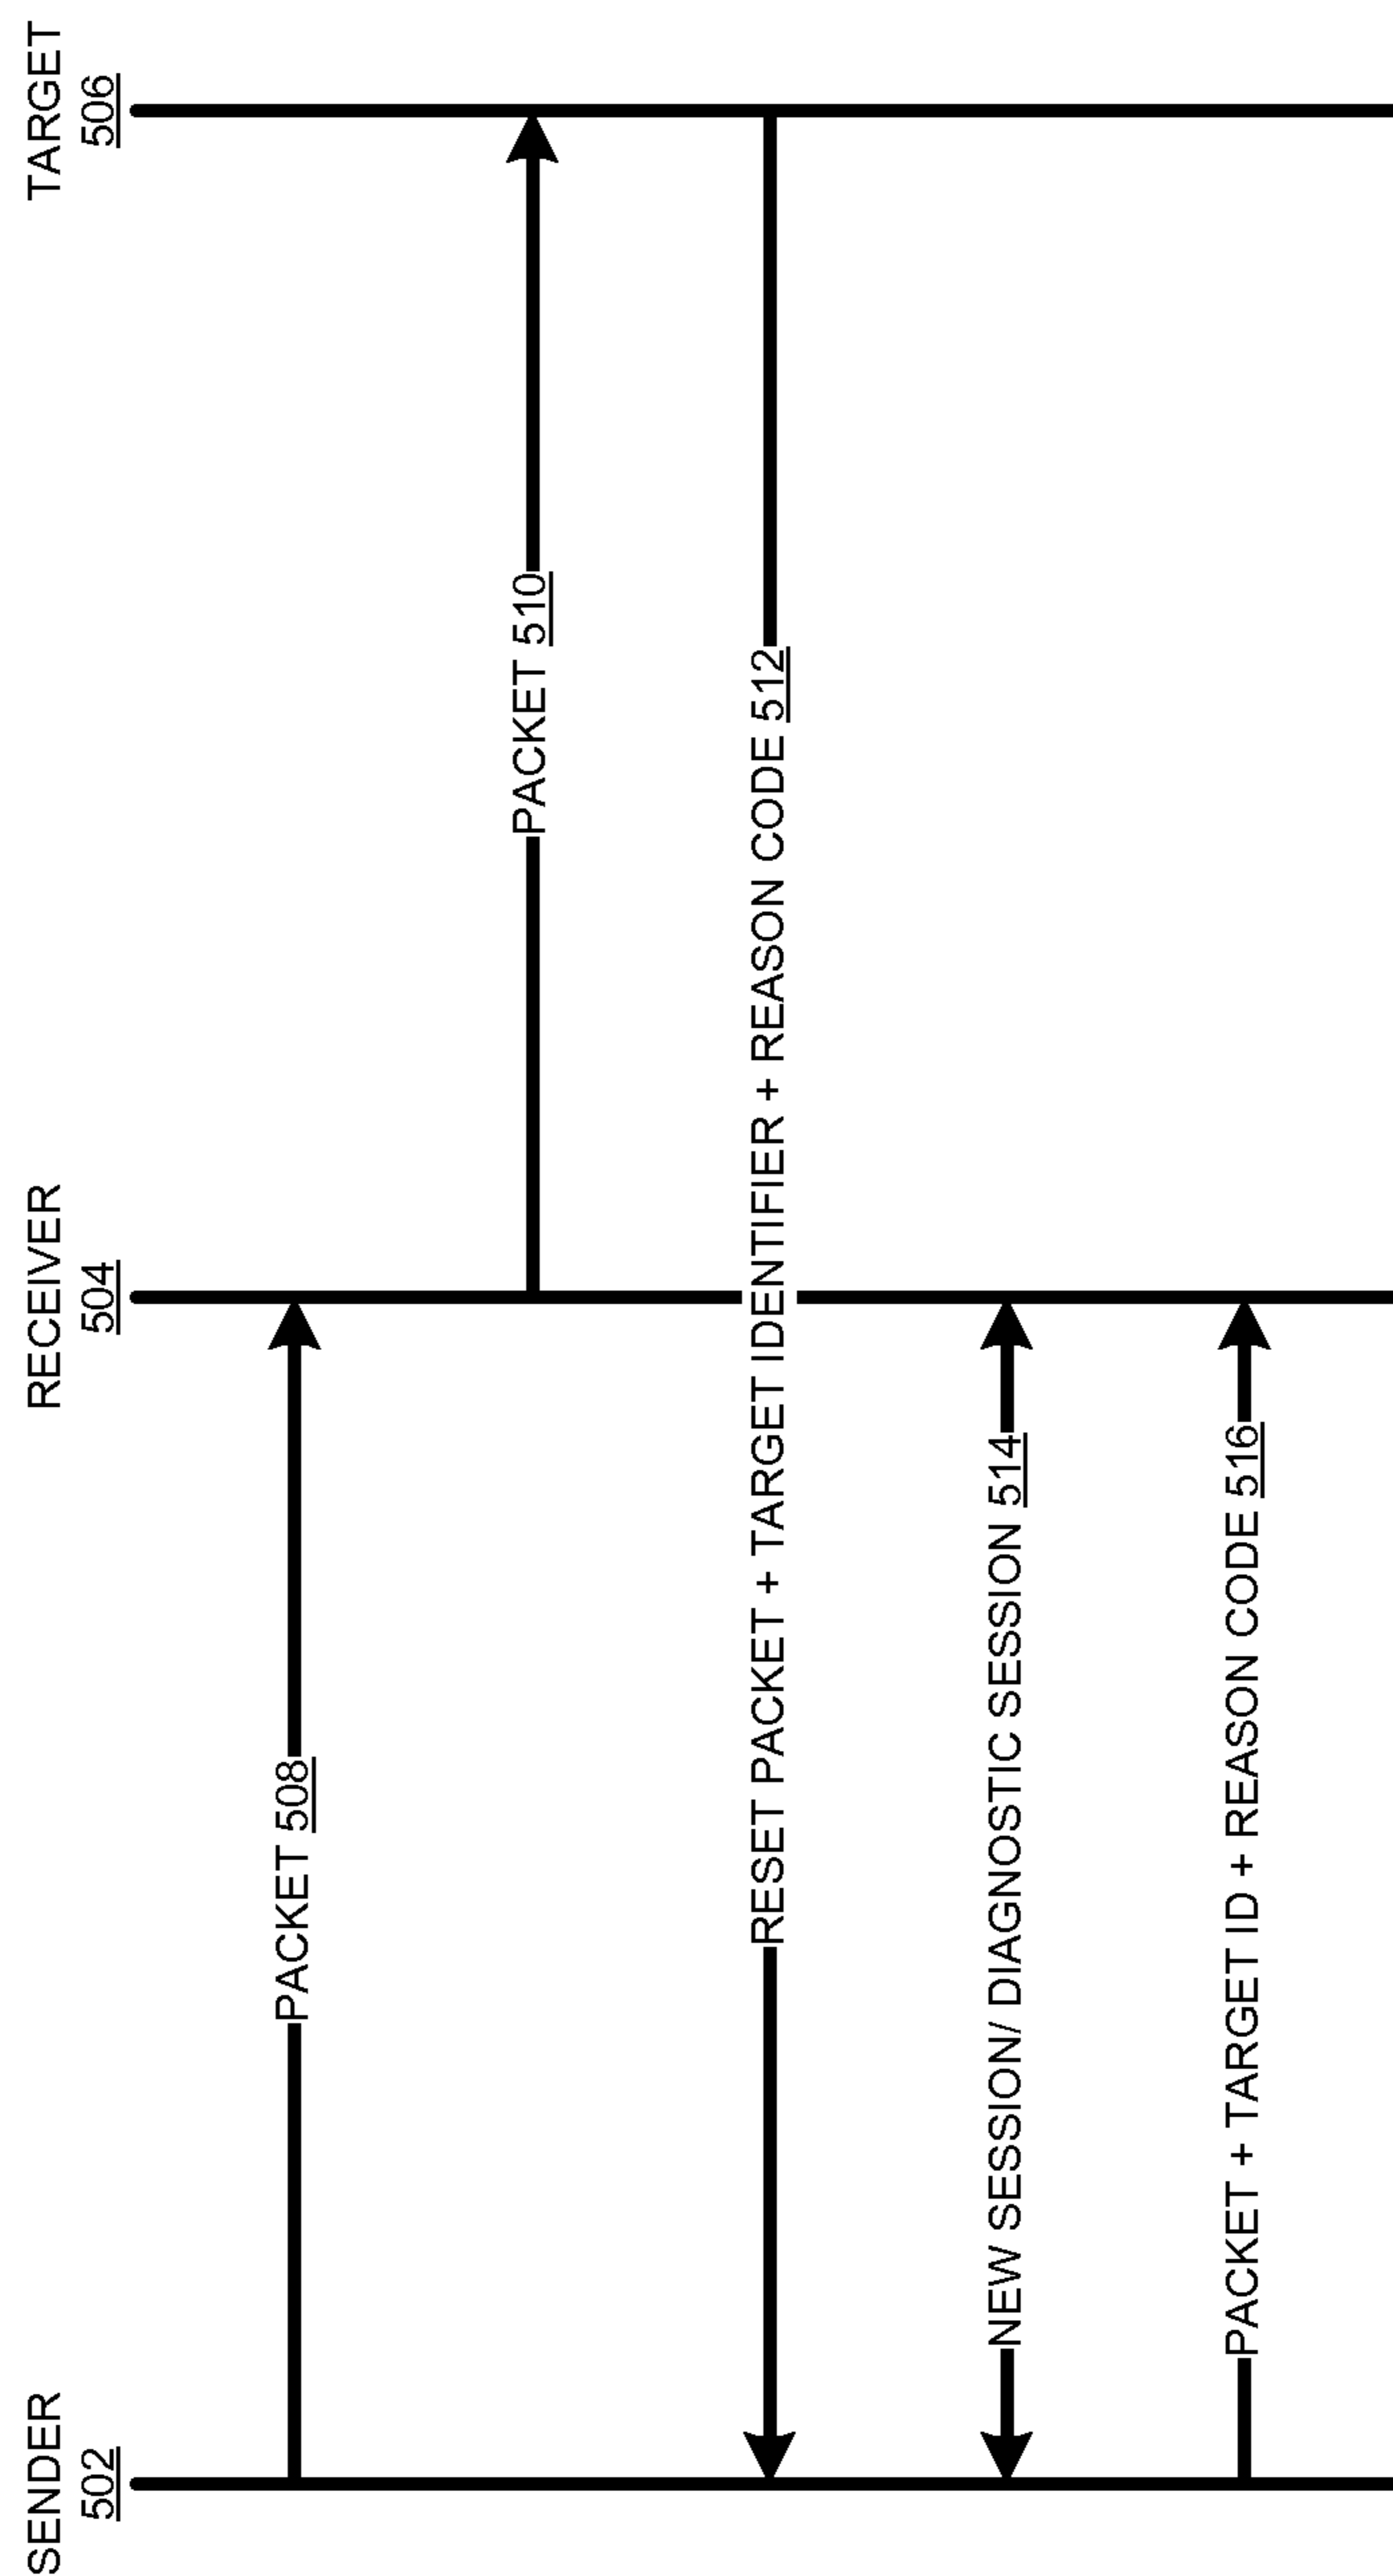 SENDER
502
RECEIVER
504
TARGET
506
PACKET 508
PACKET 510
RESET PACKET + TARGET IDENTIFIER + REASON CODE 512
NEW SESSION/ DIAGNOSTIC SESSION 514
PACKET + TARGET ID + REASON CODE 516